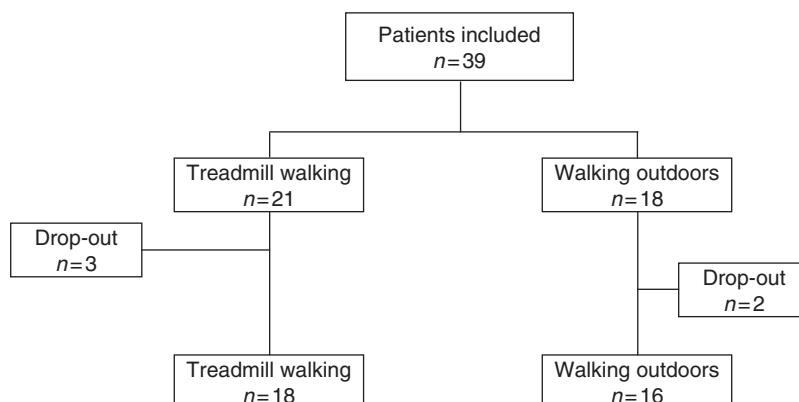 Patients included
n=39
Treadmill walking
n=21
Walking outdoors
n=18
Drop-out
n=3
Drop-out
n=2
Treadmill walking
n=18
Walking outdoors
n=16